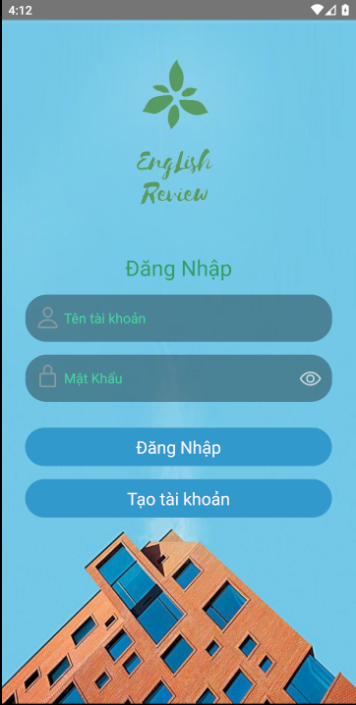 4:12
EngLish
Review
Đăng Nhập
Tên tài khoản
Mật Khẩu
Đăng Nhập
Tạo tài khoản